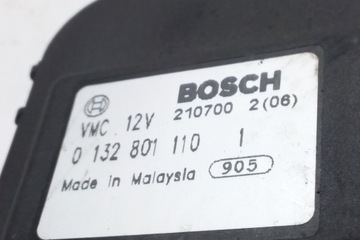 BOSCH
VMC 12V 210700 2(06)
0 132 801 110 1
Made in Malaysia 905